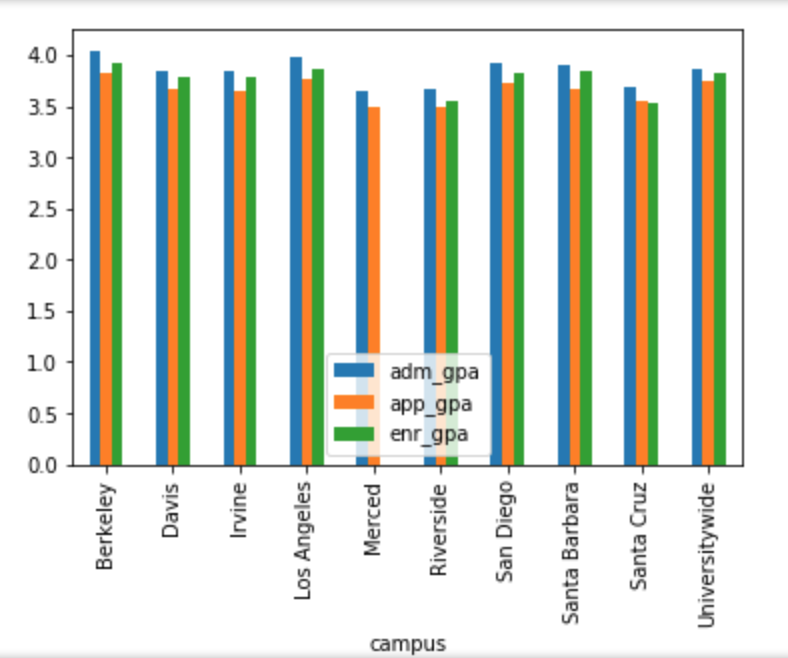 4.0
3.5
3.0
2.5
2.0
1.5
1.0
0.5
0.0
adm_gpa
app_gpa
enr_gpa
Berkeley
Davis
Irvine
Los Angeles
Merced
Riverside
San Diego
Santa Barbara
Santa Cruz
Universitywide
campus